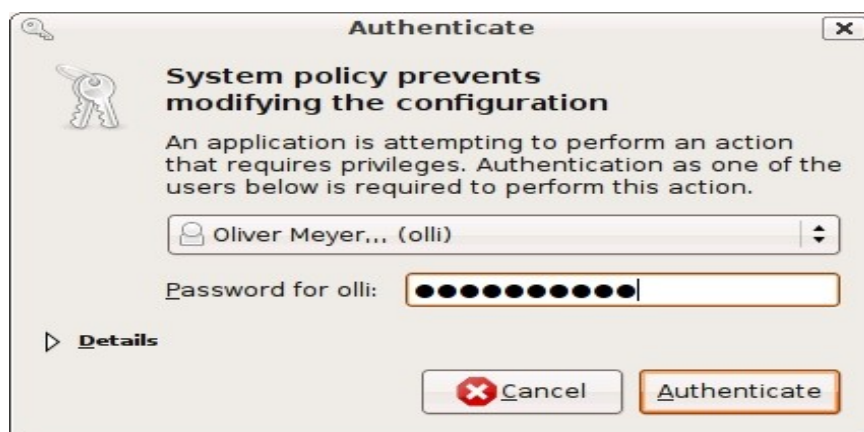 Authenticate
System policy prevents
modifying the configuration
An application is attempting to perform an action
that requires privileges. Authentication as one of the
users below is required to perform this action.
Oliver Meyer,,, (olli)
Password for olli: ●●●●●●●●●●
Details
Cancel Authenticate